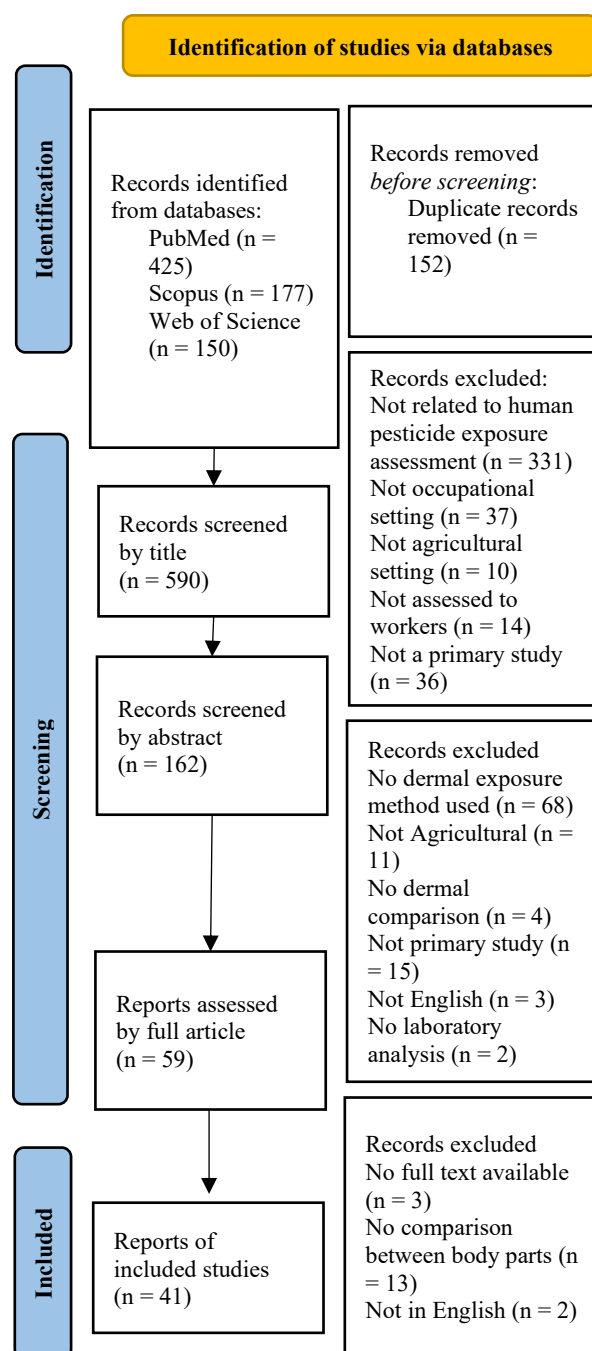 Identification of studies via databases
Identification
Records identified
from databases:
PubMed (n =
425)
Scopus (n = 177)
Web of Science
(n = 150)
Records removed
before screening:
Duplicate records
removed (n =
152)
Screening
Records screened
by title
(n = 590)
Records excluded:
Not related to human
pesticide exposure
assessment (n = 331)
Not occupational
setting (n = 37)
Not agricultural
setting (n = 10)
Not assessed to
workers (n = 14)
Not a primary study
(n = 36)
Records screened
by abstract
(n = 162)
Records excluded
No dermal exposure
method used (n = 68)
Not Agricultural (n =
11)
No dermal
comparison (n = 4)
Not primary study (n
= 15)
Not English (n = 3)
No laboratory
analysis (n = 2)
Reports assessed
by full article
(n = 59)
Records excluded
No full text available
(n = 3)
No comparison
between body parts (n
= 13)
Not in English (n = 2)
Included
Reports of
included studies
(n = 41)